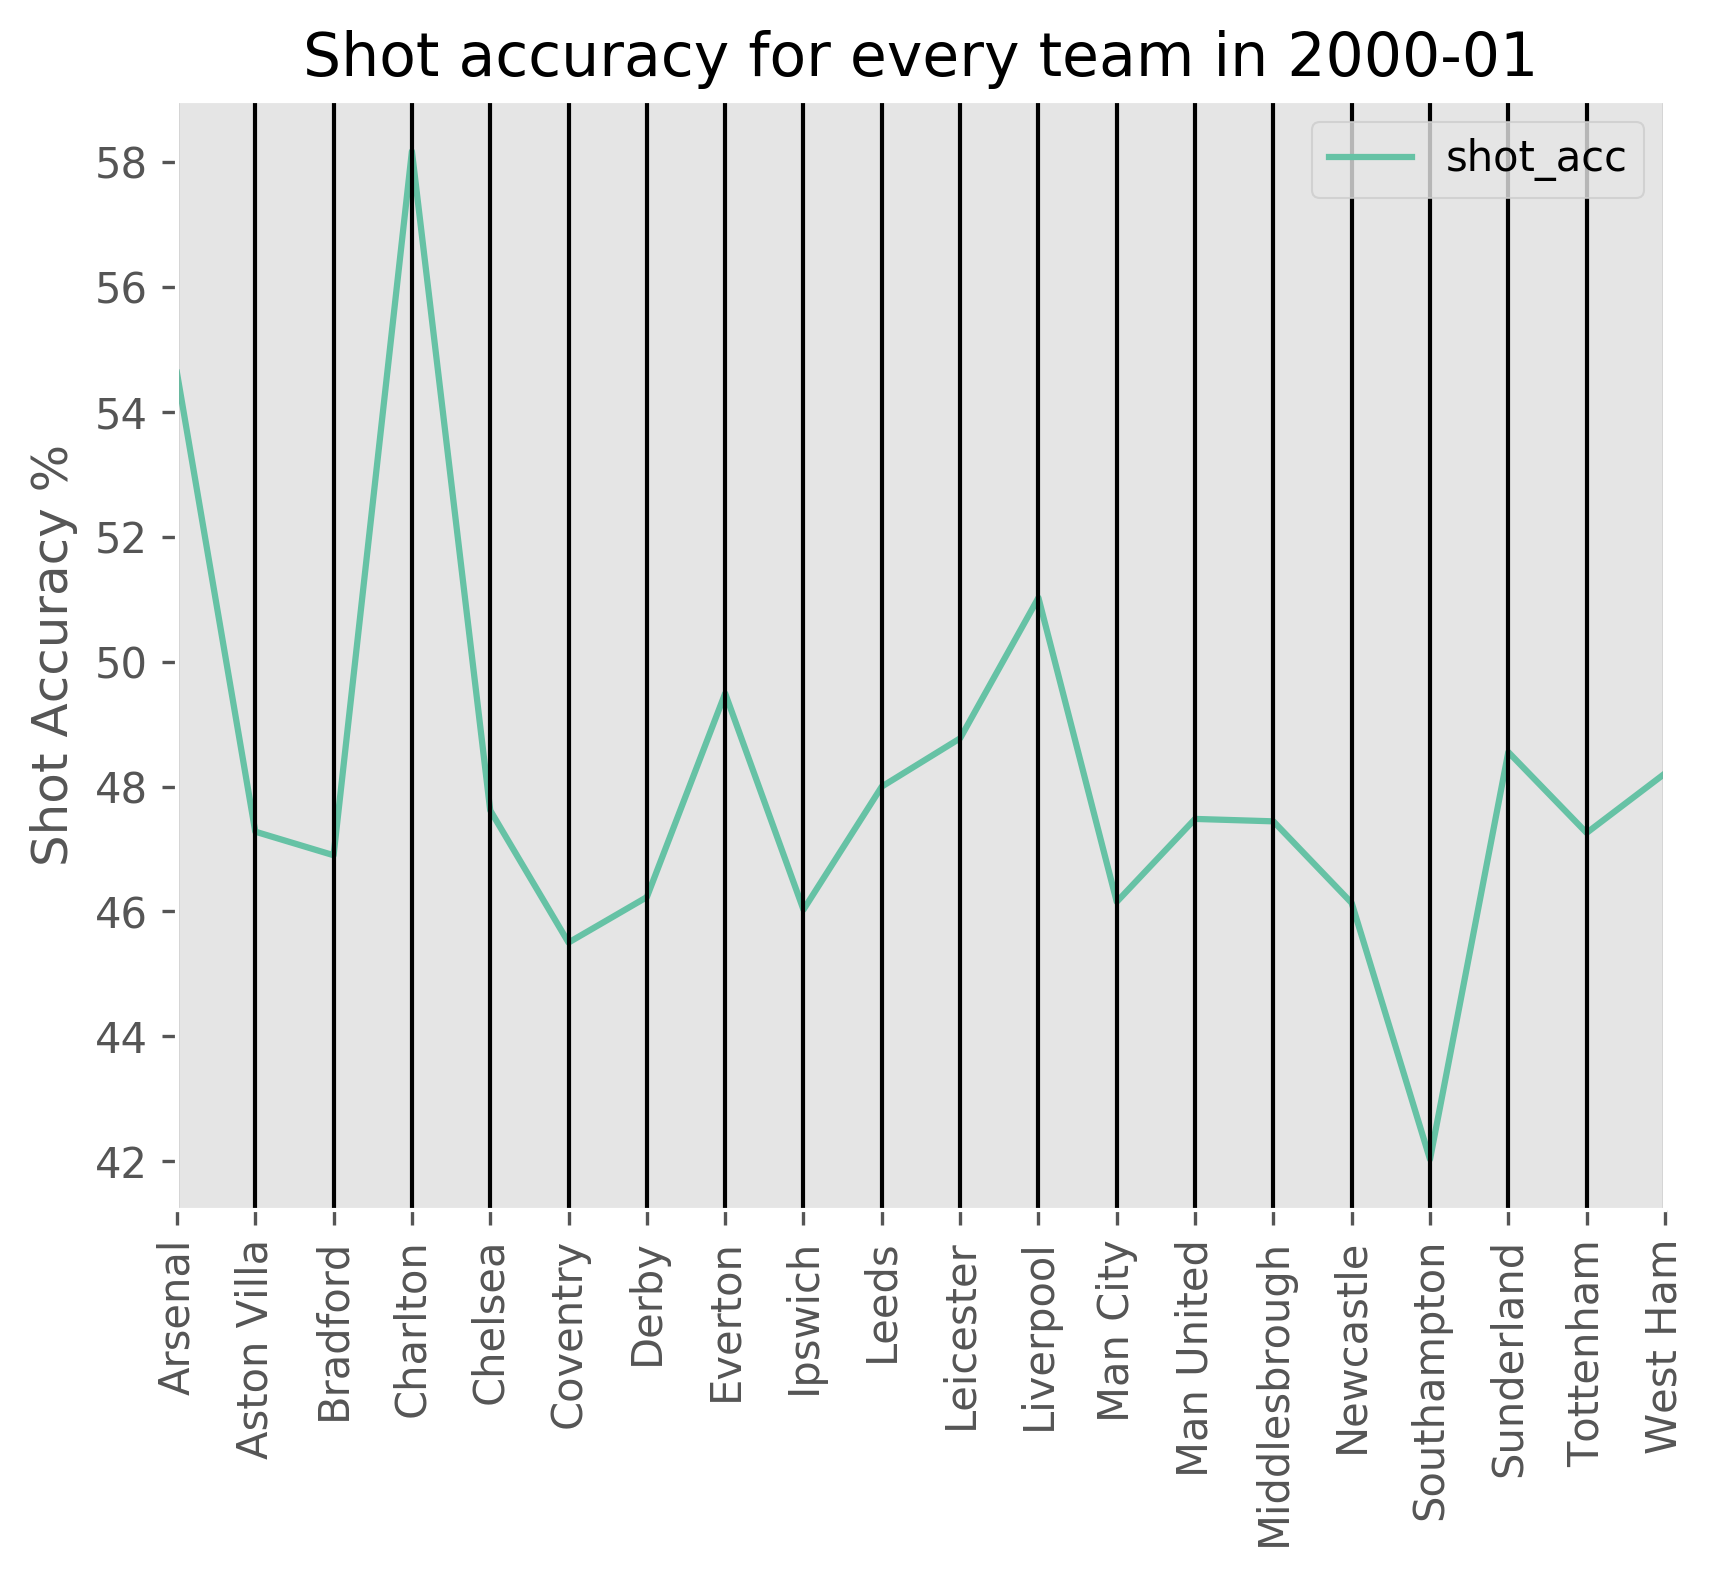 Shot accuracy for every team in 2000-01
shot_acc
Shot Accuracy %
58
56
54
52
50
48
46
44
42
Arsenal
Aston Villa
Bradford
Charlton
Chelsea
Coventry
Derby
Everton
Ipswich
Leeds
Leicester
Liverpool
Man City
Man United
Middlesbrough
Newcastle
Southampton
Sunderland
Tottenham
West Ham